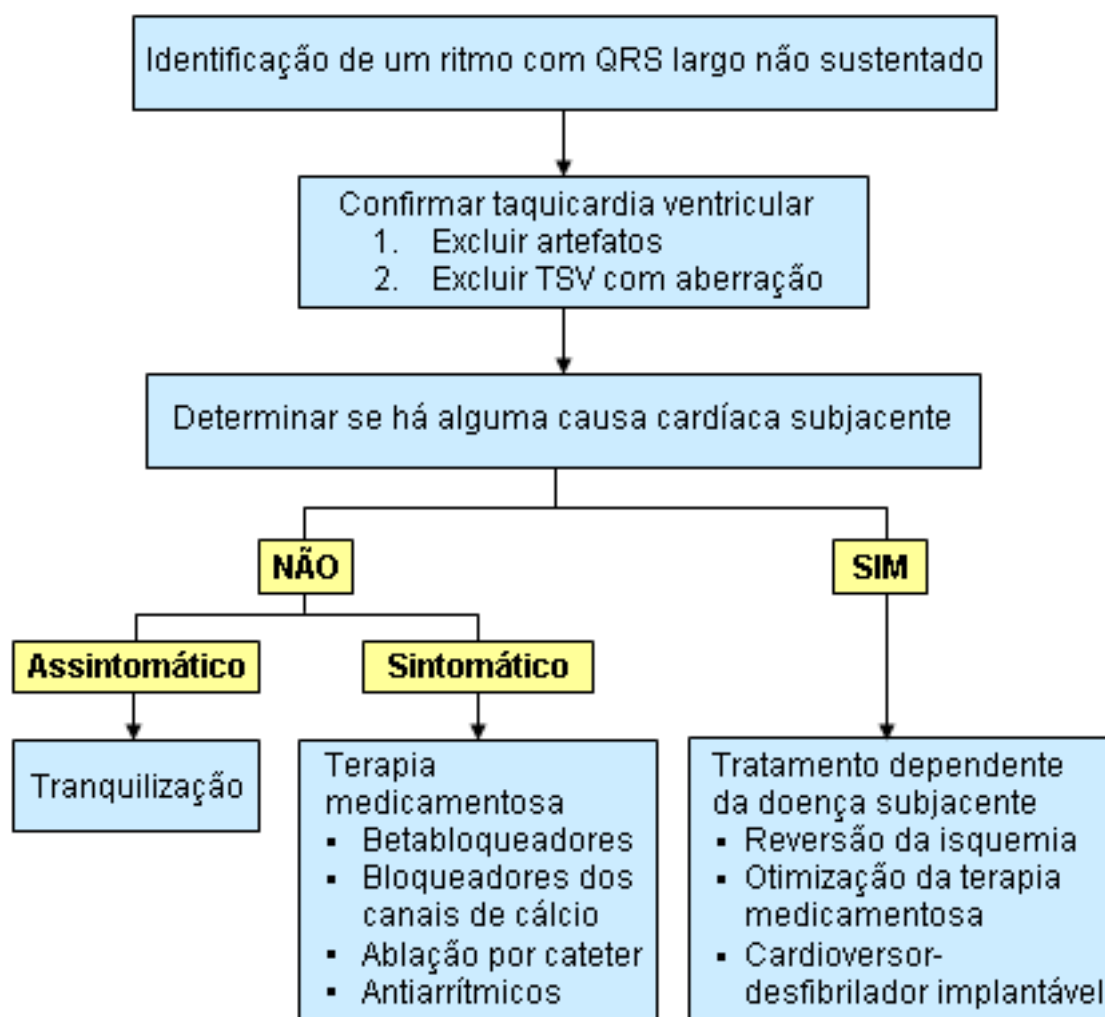 Identificação de um ritmo com QRS largo não sustentado
Confirmar taquicardia ventricular
1. Excluir artefatos
2. Excluir TSV com aberração
Determinar se há alguma causa cardíaca subjacente
NÃO
SIM
Assintomático
Sintomático
Tranquilização
Terapia
medicamentosa
▪ Betabloqueadores
▪ Bloqueadores dos
canais de cálcio
▪ Ablação por cateter
▪ Antiarrítmicos
Tratamento dependente
da doença subjacente
▪ Reversão da isquemia
▪ Otimização da terapia
medicamentosa
▪ Cardioversor-
desfibrilador implantável